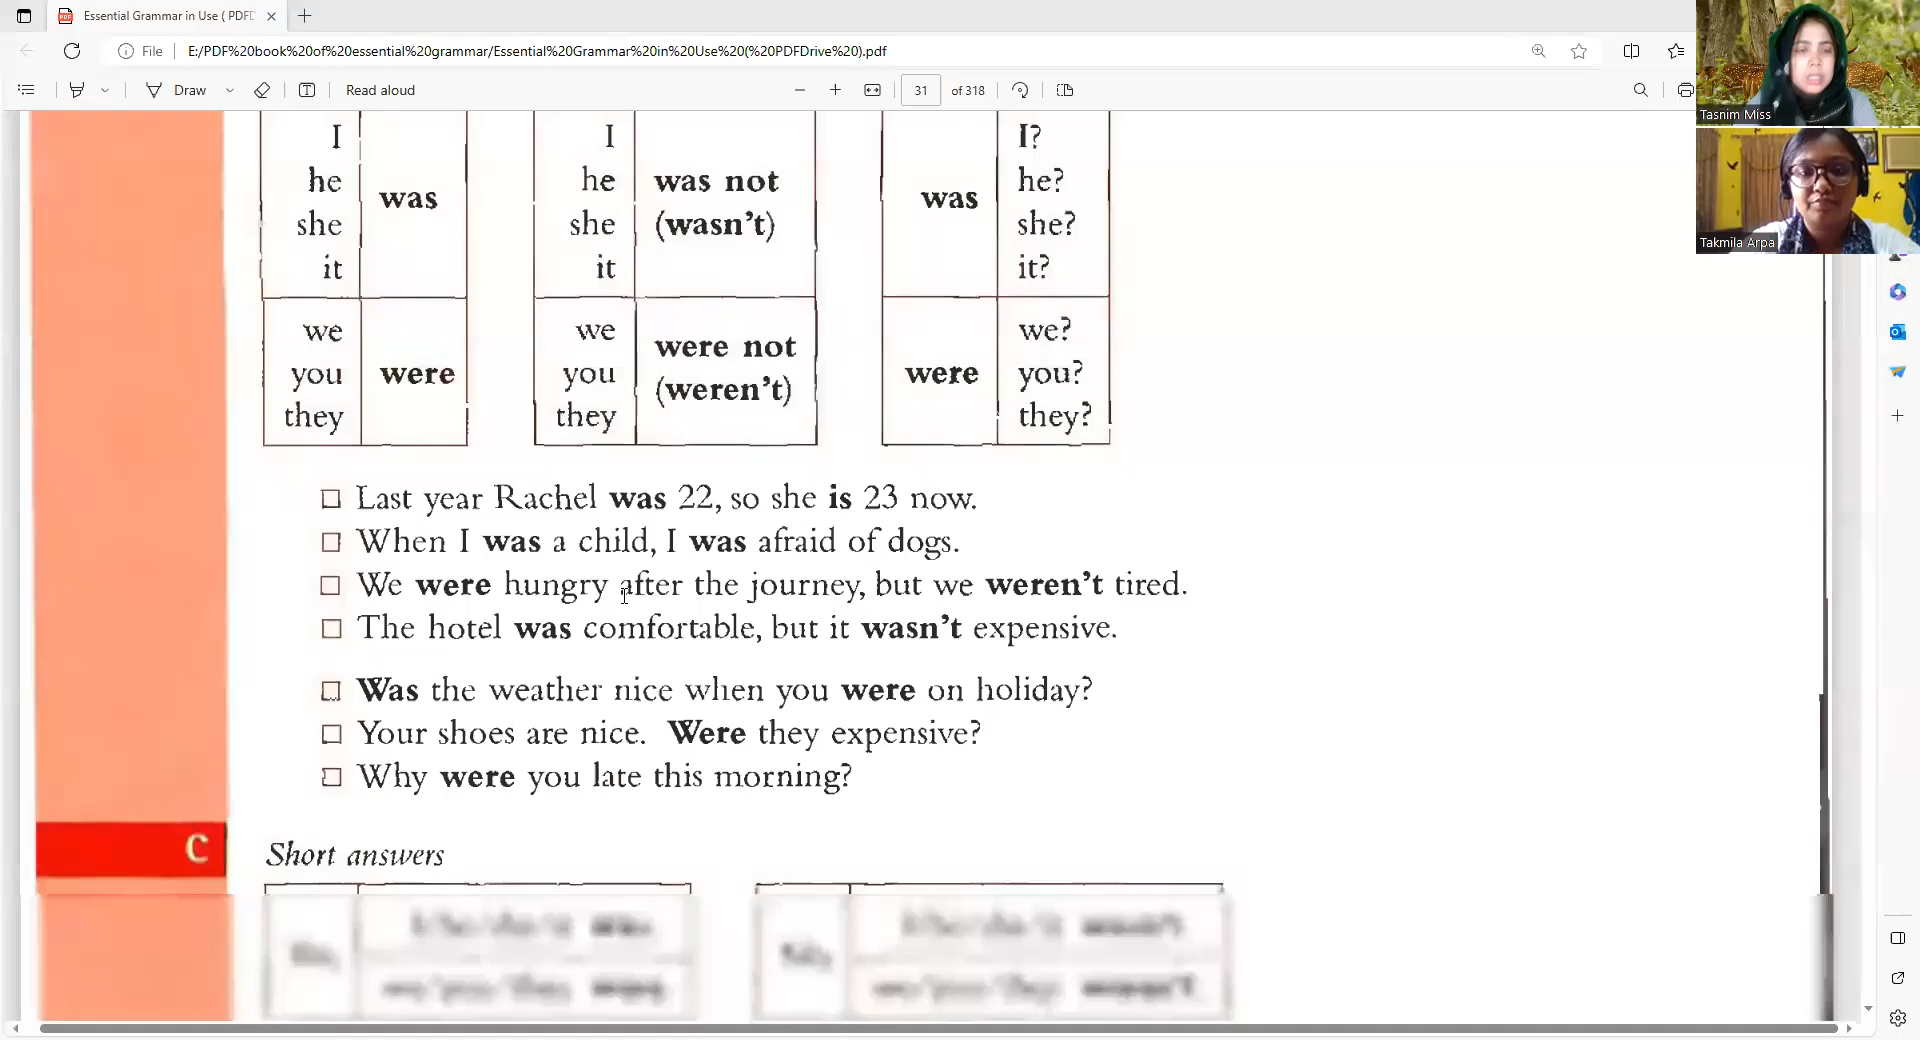 Essential Grammar in Use ( PDFD
File E:/PDF%20book%20of%20essential%20grammar/Essential%20Grammar%20in%20Use%20(%20PDFDrive%20).pdf
Draw Read aloud 31 of 318
Tasnim Miss
Takmila Arpa
I
he
she
it
was
we
you
they
were
I
he
she
it
was not
(wasn't)
we
you
they
were not
(weren't)
was
I?
he?
she?
it?
were
we?
you?
they?
Last year Rachel was 22, so she is 23 now.
When I was a child, I was afraid of dogs.
We were hungry after the journey, but we weren't tired.
The hotel was comfortable, but it wasn't expensive.
Was the weather nice when you were on holiday?
Your shoes are nice. Were they expensive?
Why were you late this morning?
C
Short answers